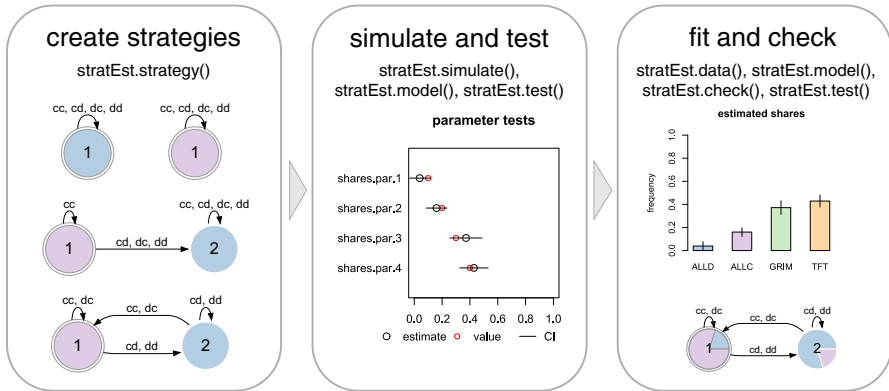 create strategies
stratEst.strategy()
cc, cd, dc, dd
cc, cd, dc, dd
1
1
cc
cc, cd, dc, dd
1
cd, dc, dd
2
cc, dc
cc, dc
cd, dd
1
cd, dd
2
simulate and test
stratEst.simulate(),
stratEst.model(), stratEst.test()
parameter tests
shares.par.1
shares.par.2
shares.par.3
shares.par.4
0.0 0.2 0.4 0.6 0.8 1.0
estimate value CI
fit and check
stratEst.data(), stratEst.model(),
stratEst.check(), stratEst.test()
estimated shares
frequency
1.0
0.8
0.6
0.4
0.2
0.0
ALLD ALLC GRIM TFT
cc, dc
cc, dc
cd, dd
1
cd, dd
2